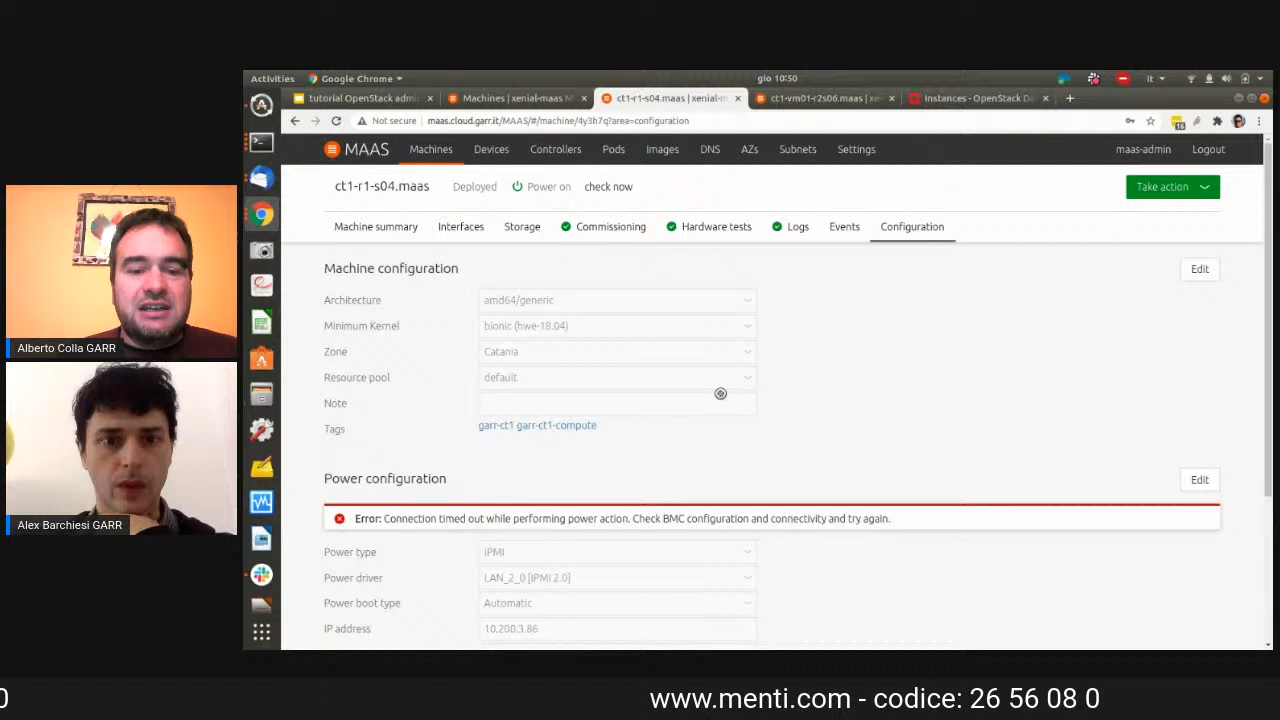 Activities
Google Chrome
gio 10:50
It
tutorial OpenStack admi
Machines | xenial-maas M
ct1-r1-s04.maas | xenial-m
ct1-vm01-r2s06.maas | xe
Instances - OpenStack Da
Not secure
maas.cloud.garr.it/MAAS/#/machine/4y3h7q?area=configuration
MAAS
Machines
Devices
Controllers
Pods
Images
DNS
AZs
Subnets
Settings
maas-admin
Logout
ct1-r1-s04.maas
Deployed
Power on
check now
Take action
Machine summary
Interfaces
Storage
Commissioning
Hardware tests
Logs
Events
Configuration
Machine configuration
Edit
Architecture amd64/generic
Minimum Kernel bionic (hwe-18.04)
Zone Catania
Resource pool default
Note
Tags garr-ct1 garr-ct1-compute
Power configuration
Edit
Error: Connection timed out while performing power action. Check BMC configuration and connectivity and try again.
Power type IPMI
Power driver LAN_2_0 [IPMI 2.0]
Power boot type Automatic
IP address 10.200.3.86
Alberto Colla GARR
Alex Barchiesi GARR
0
www.menti.com - codice: 26 56 08 0